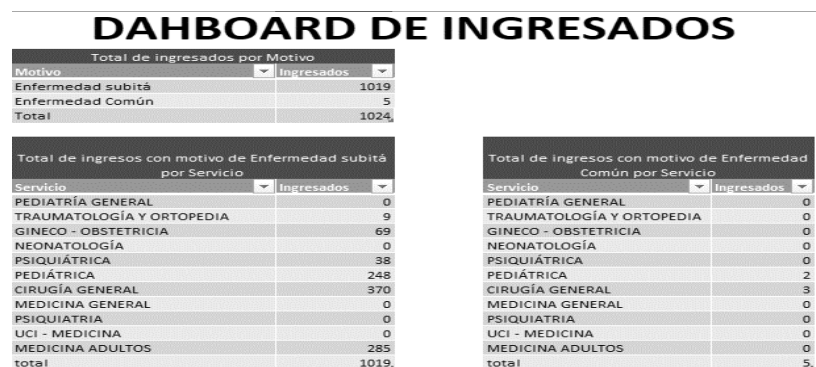 DAHBOARD DE INGRESADOS
Total de ingresados por Motivo
Motivo Ingresados
Enfermedad subitá 1019
Enfermedad Común 5
Total 1024
Total de ingresos con motivo de Enfermedad subitá
por Servicio
Servicio Ingresados
PEDIATRÍA GENERAL 0
TRAUMATOLOGÍA Y ORTOPEDIA 9
GINECO - OBSTETRICIA 69
NEONATOLOGÍA 0
PSIQUIÁTRICA 38
PEDIÁTRICA 248
CIRUGÍA GENERAL 370
MEDICINA GENERAL 0
PSIQUIATRIA 0
UCI - MEDICINA 0
MEDICINA ADULTOS 285
total 1019
Total de ingresos con motivo de Enfermedad
Común por Servicio
Servicio Ingresados
PEDIATRÍA GENERAL 0
TRAUMATOLOGÍA Y ORTOPEDIA 0
GINECO - OBSTETRICIA 0
NEONATOLOGÍA 0
PSIQUIÁTRICA 0
PEDIÁTRICA 2
CIRUGÍA GENERAL 3
MEDICINA GENERAL 0
PSIQUIATRIA 0
UCI - MEDICINA 0
MEDICINA ADULTOS 0
total 5